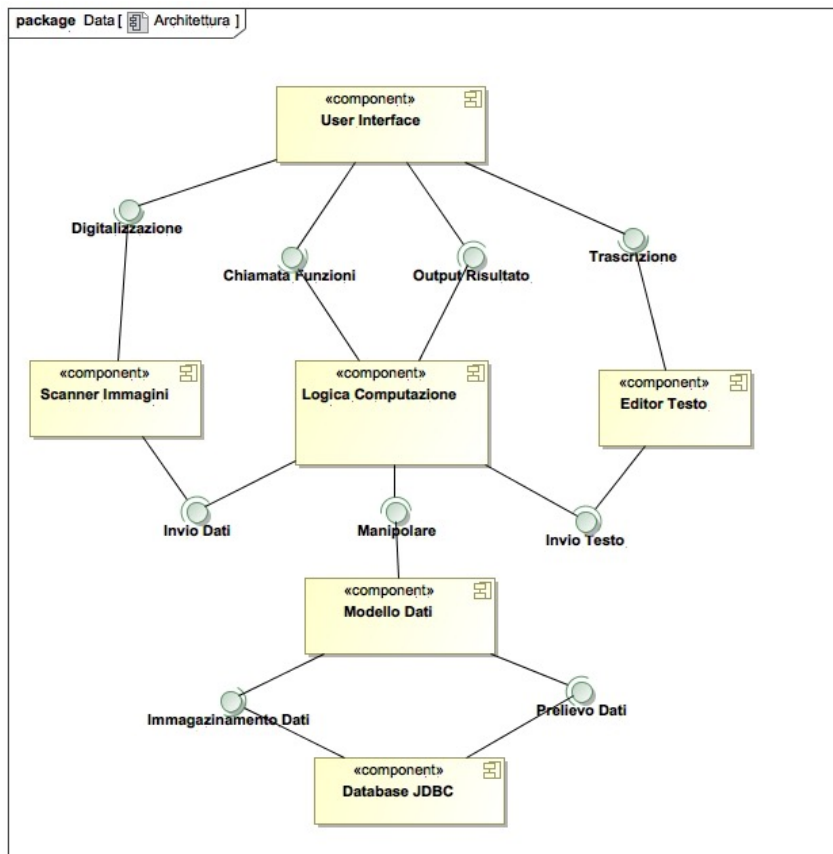 package Data [ Architettura ]
«component»
User Interface
Digitalizzazione
Chiamata Funzioni
Output Risultato
Trascrizione
«component»
Scanner Immagini
«component»
Logica Computazione
«component»
Editor Testo
Invio Dati
Manipolare
Invio Testo
«component»
Modello Dati
Immagazinamento Dati
Prelievo Dati
«component»
Database JDBC